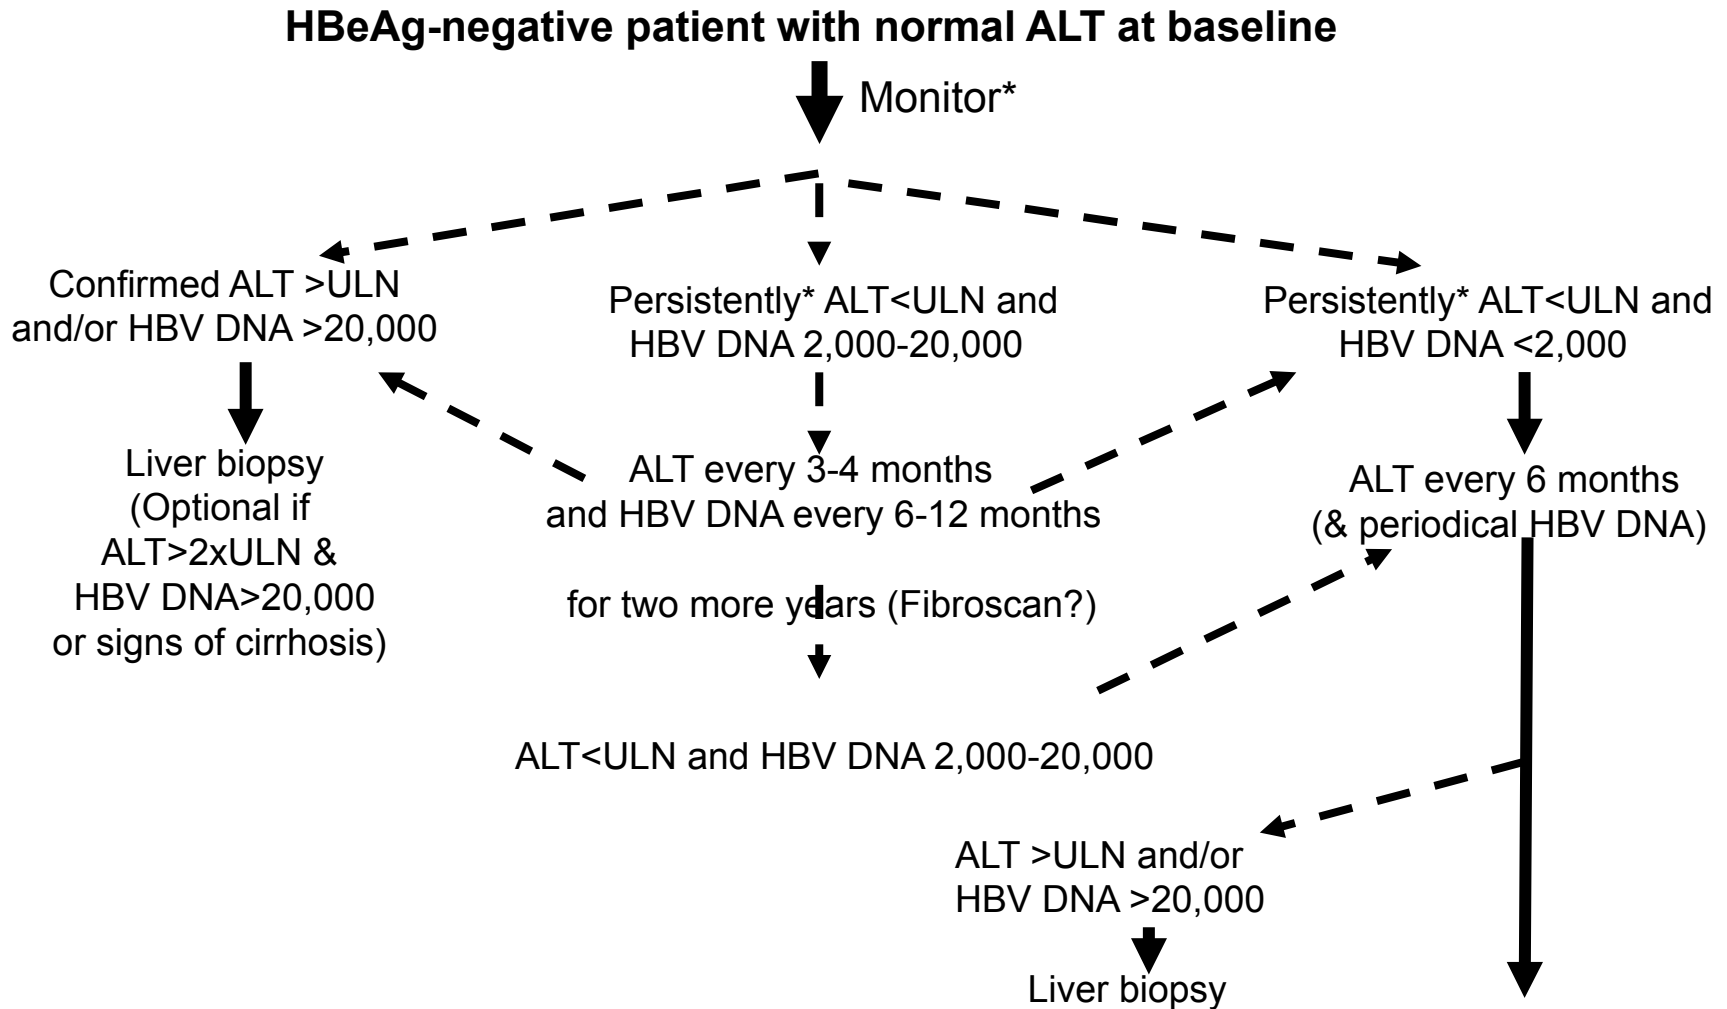 HBeAg-negative patient with normal ALT at baseline
Monitor*
Confirmed ALT >ULN
and/or HBV DNA >20,000
Persistently* ALT<ULN and
HBV DNA 2,000-20,000
Persistently* ALT<ULN and
HBV DNA <2,000
Liver biopsy
(Optional if
ALT>2xULN &
HBV DNA>20,000
or signs of cirrhosis)
ALT every 3-4 months
and HBV DNA every 6-12 months
for two more years (Fibroscan?)
ALT every 6 months
(& periodical HBV DNA)
ALT<ULN and HBV DNA 2,000-20,000
ALT >ULN and/or
HBV DNA >20,000
Liver biopsy